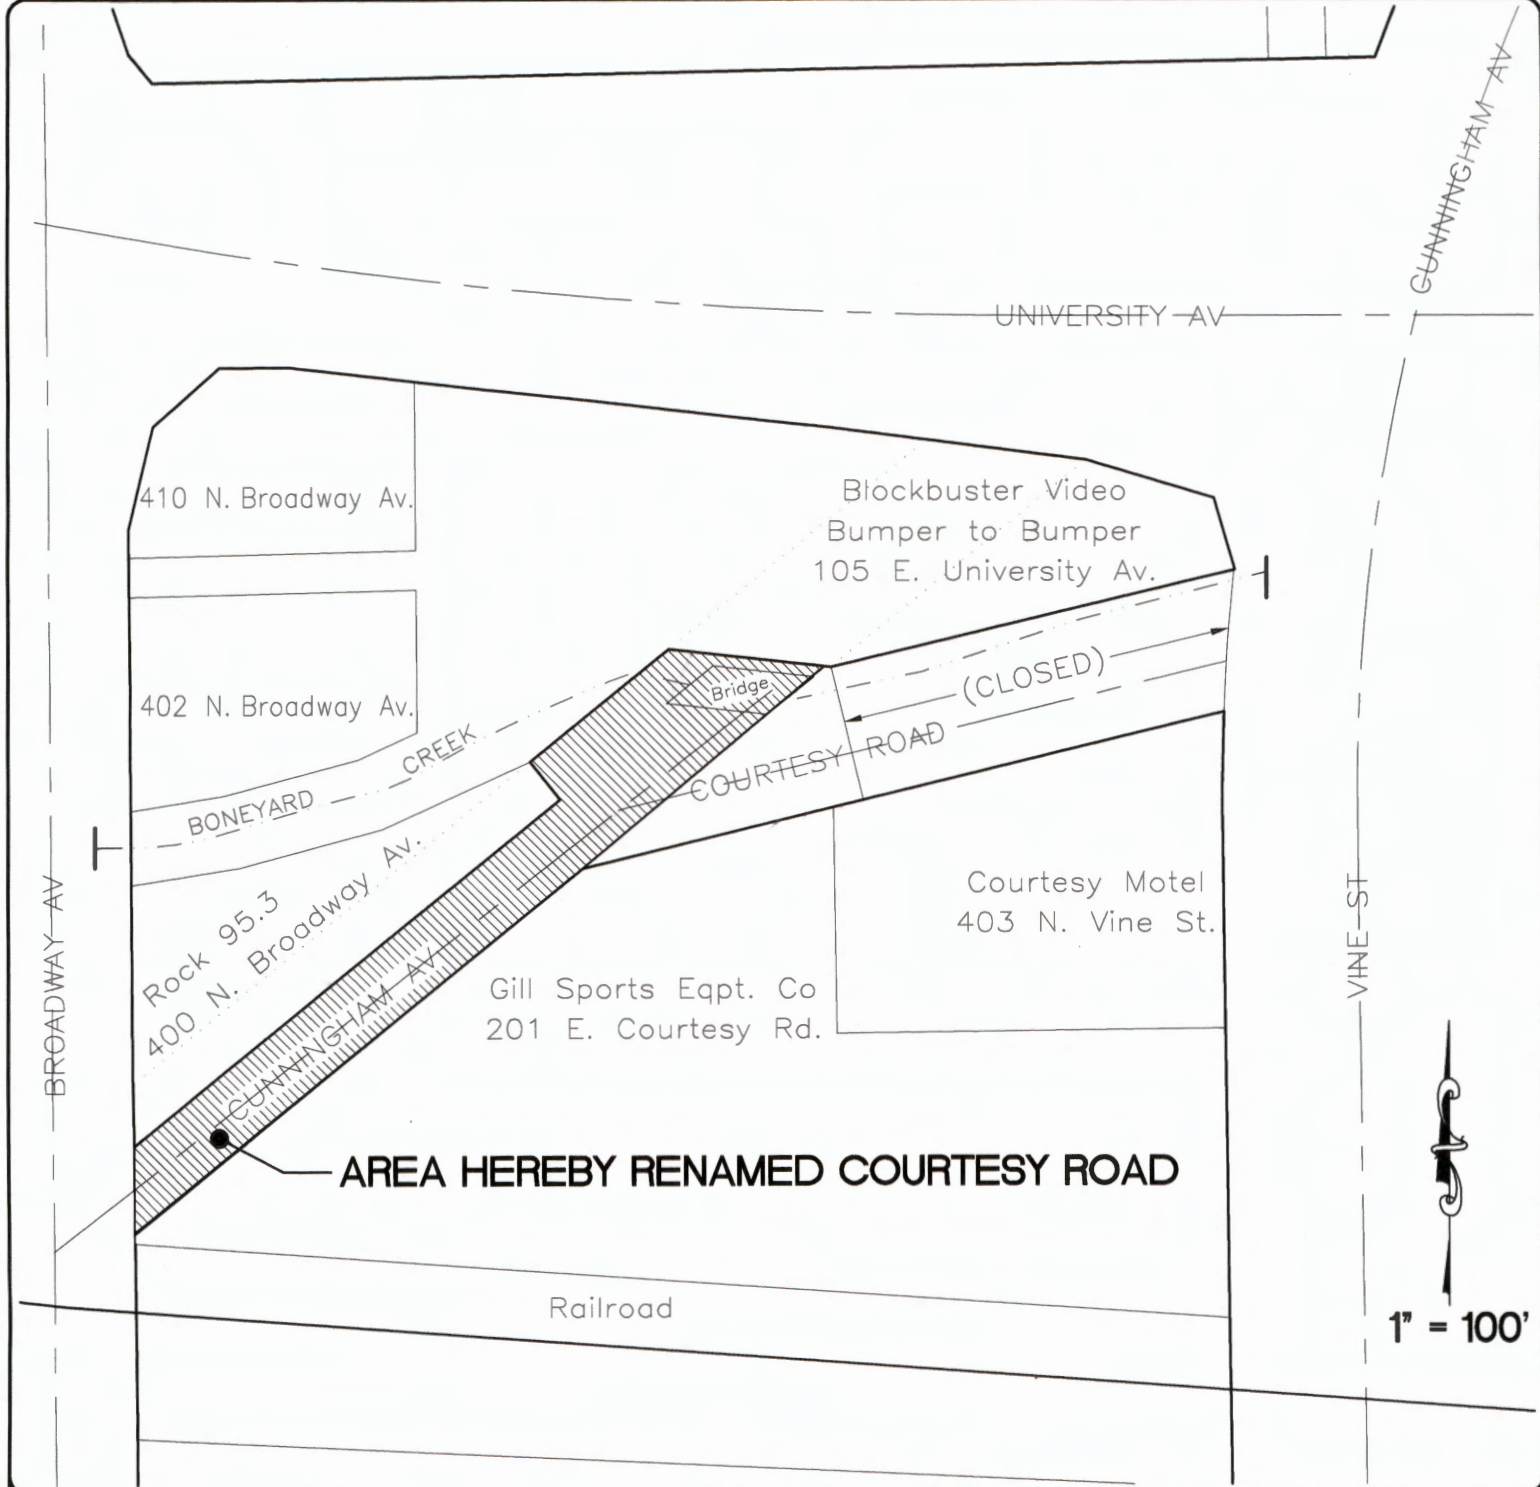 CUNNINGHAM AV
UNIVERSITY AV
410 N. Broadway Av.
Blockbuster Video
Bumper to Bumper
105 E. University Av.
402 N. Broadway Av.
Bridge
(CLOSED)
COURTESY ROAD
BONEYARD CREEK
Rock 95.3
400 N. Broadway Av.
BROADWAY AV
CUNNINGHAM AV
Gill Sports Eqpt. Co
201 E. Courtesy Rd.
Courtesy Motel
403 N. Vine St.
VINE ST
AREA HEREBY RENAMED COURTESY ROAD
Railroad
1" = 100'